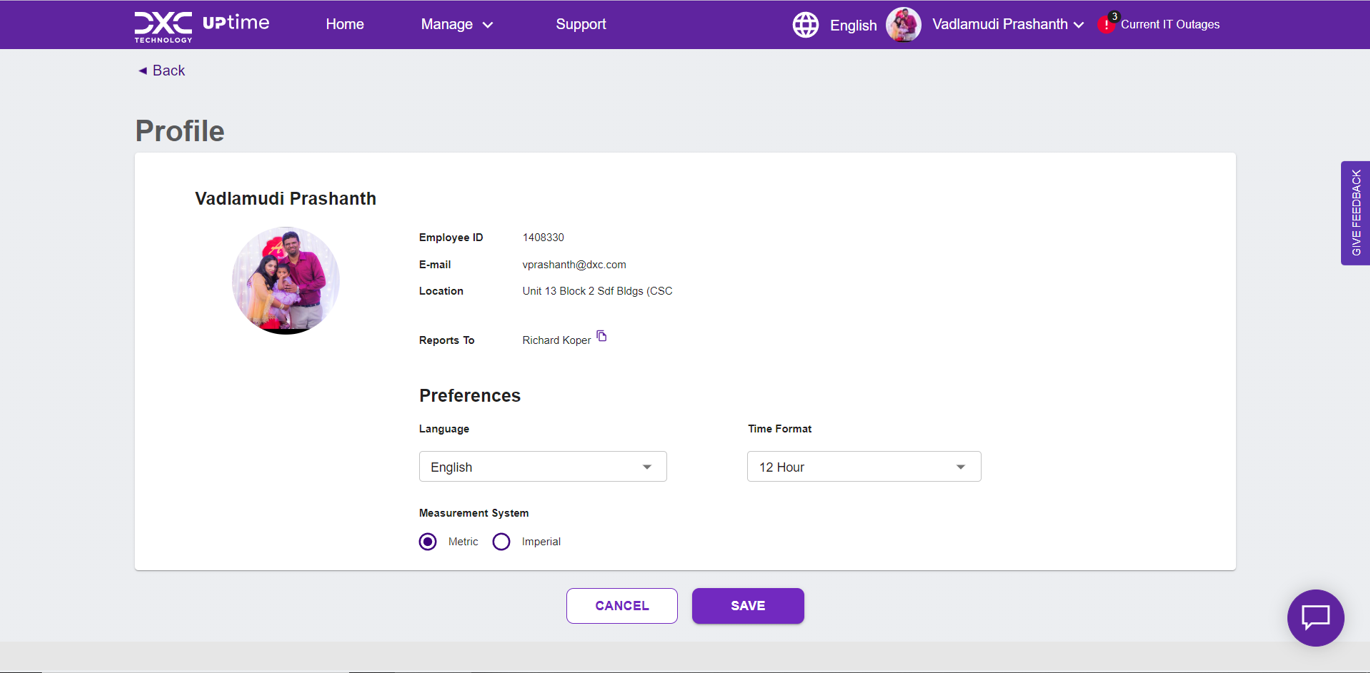 DXC TECHNOLOGY UPtime Home Manage Support English Vadlamudi Prashanth 3 Current IT Outages
◄ Back
Profile
GIVE FEEDBACK
Vadlamudi Prashanth
Employee ID 1408330
E-mail vprashanth@dxc.com
Location Unit 13 Block 2 Sdf Bldgs (CSC
Reports To Richard Koper
Preferences
Language Time Format
English 12 Hour
Measurement System
Metric Imperial
CANCEL SAVE